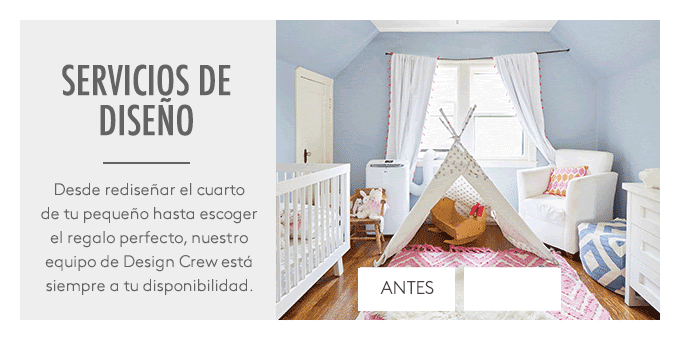 SERVICIOS DE
DISEÑO
Desde rediseñar el cuarto
de tu pequeño hasta escoger
el regalo perfecto, nuestro
equipo de Design Crew está
siempre a tu disponibilidad.
ANTES